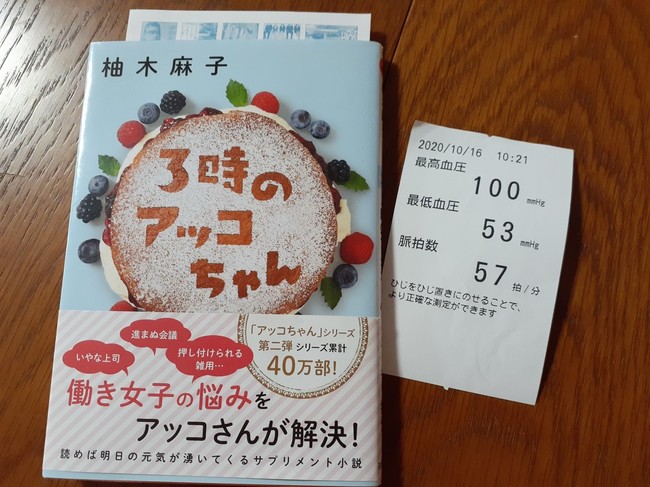 柚木麻子
3時の
アッコ
ちゃん
「アッコちゃん」シリーズ
第二弾 シリーズ累計
40万部!
進まぬ会議
いやな上司
押し付けられる
雑用…
働き女子の悩みを
アッコさんが解決!
読めば明日の元気が湧いてくるサプリメント小説
2020/10/16 10:21
最高血圧
100 mmHg
最低血圧
53 mmHg
脈拍数
57 拍/分
ひじをひじ置きにのせることで、
より正確な測定ができます